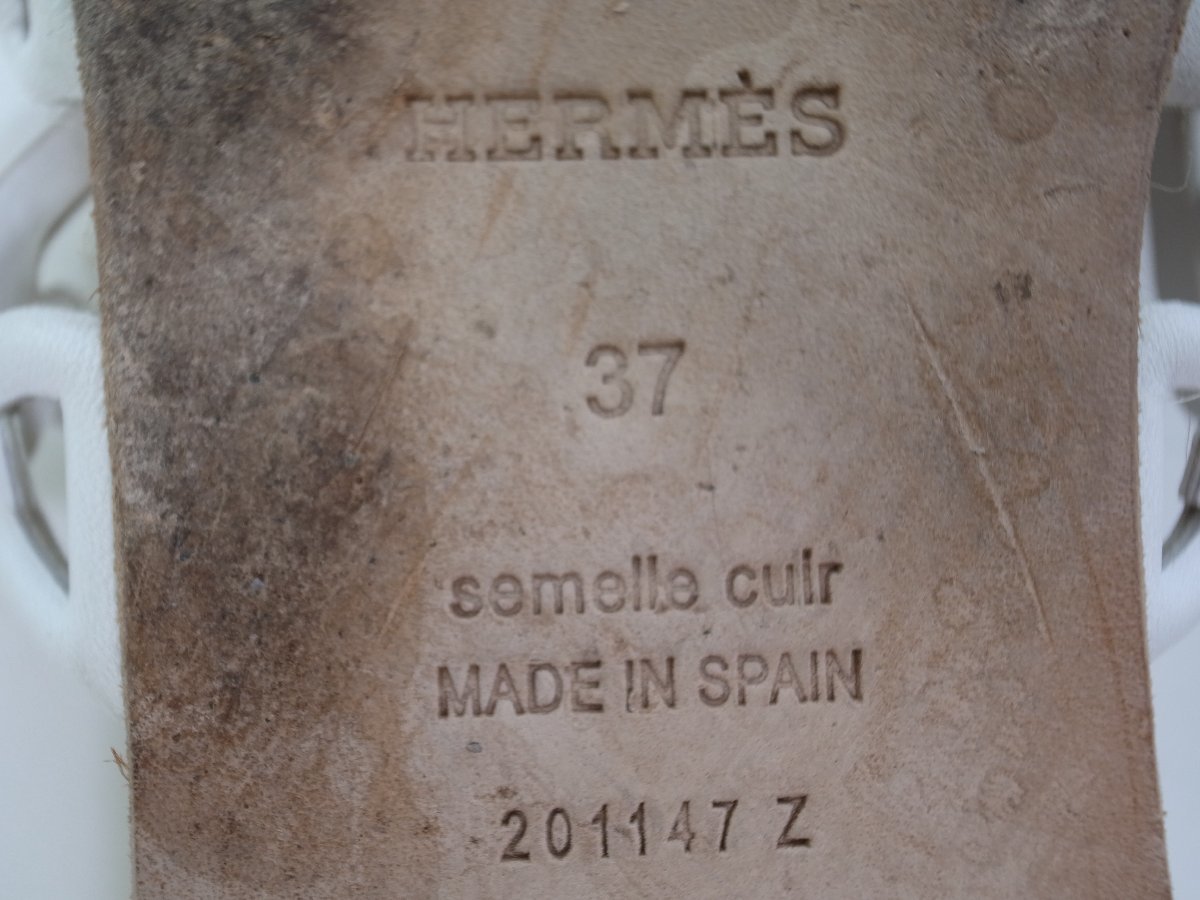 HERMÈS
37
semelle cuir
MADE IN SPAIN
201147 Z